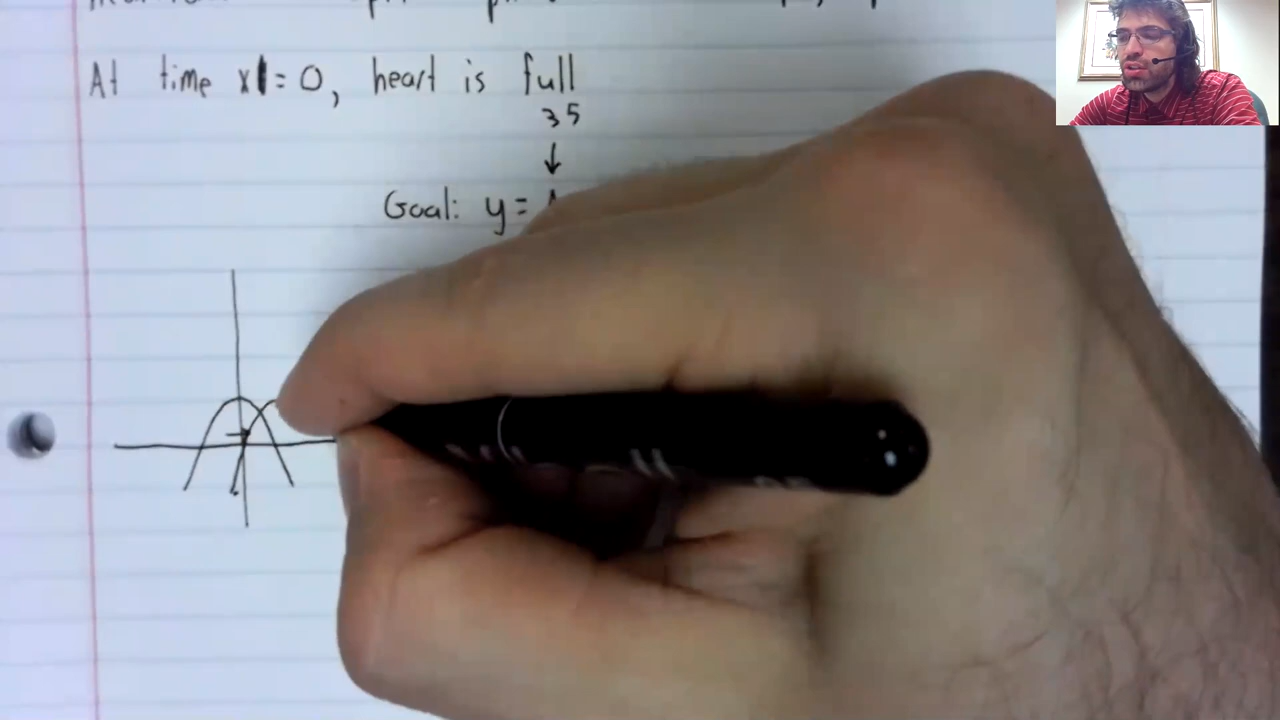 At time x = 0, heart is full
35
↓
Goal: y =